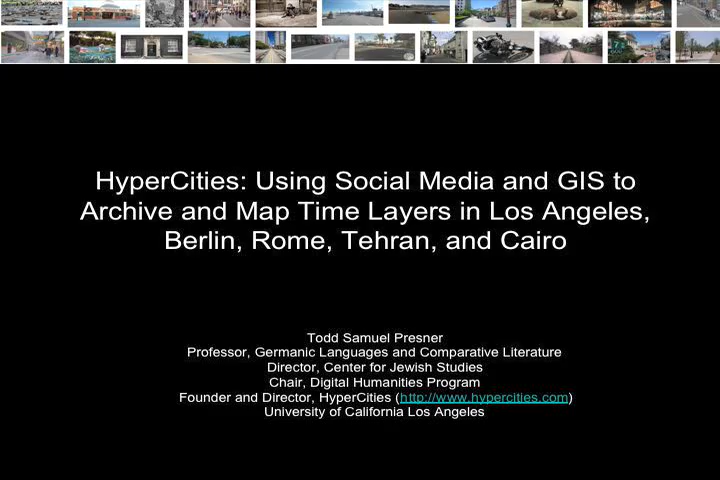 HyperCities: Using Social Media and GIS to
Archive and Map Time Layers in Los Angeles,
Berlin, Rome, Tehran, and Cairo
Todd Samuel Presner
Professor, Germanic Languages and Comparative Literature
Director, Center for Jewish Studies
Chair, Digital Humanities Program
Founder and Director, HyperCities (http://www.hypercities.com)
University of California Los Angeles